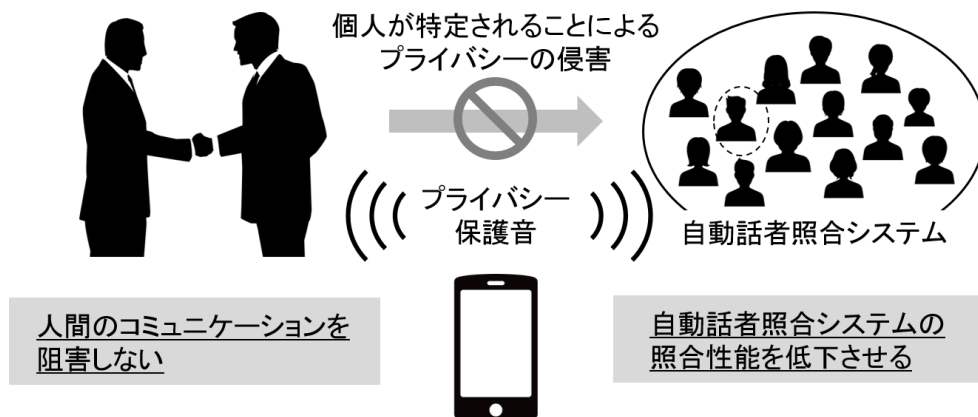 個人が特定されることによる
プライバシーの侵害
プライバシー
保護音
自動話者照合システム
人間のコミュニケーションを
阻害しない
自動話者照合システムの
照合性能を低下させる